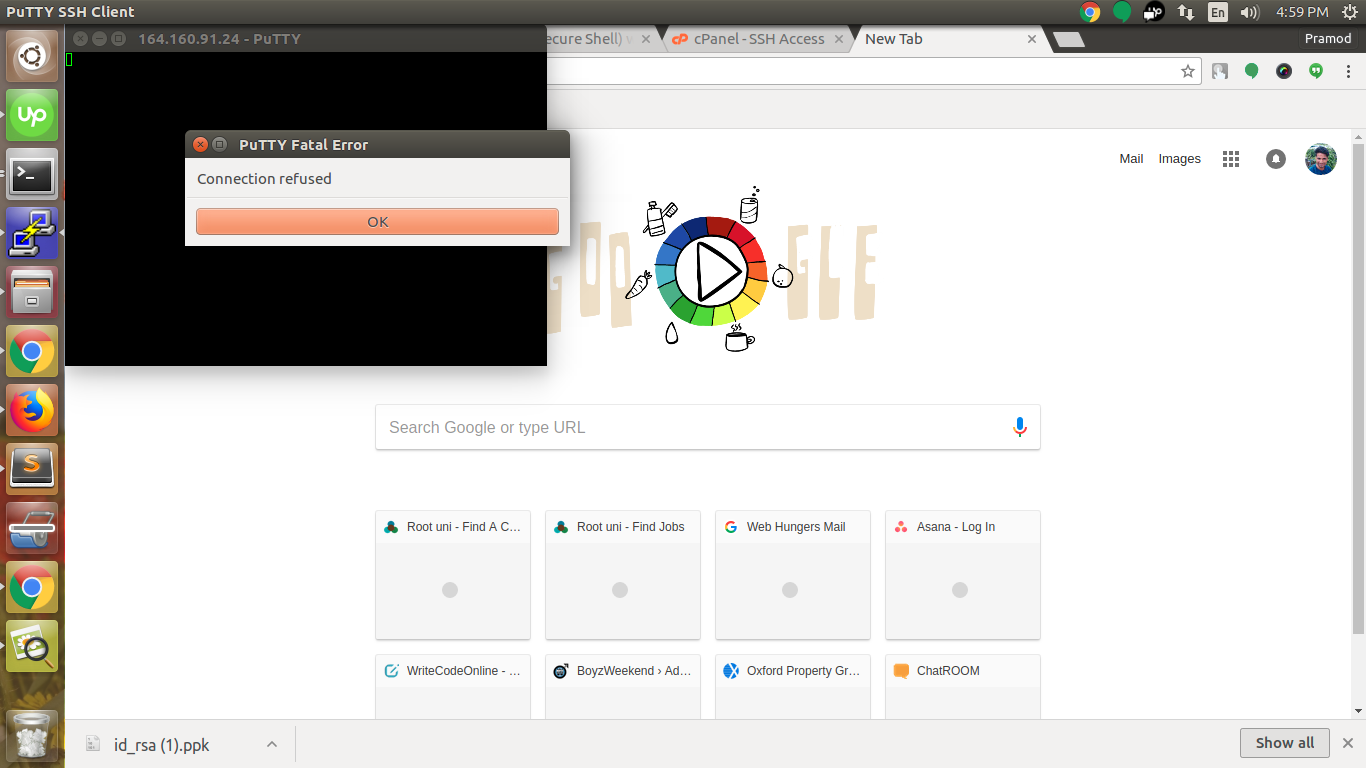 PuTTY SSH Client
En
4:59 PM
164.160.91.24 - PuTTY
ecure Shell) v
cPanel - SSH Access
New Tab
Pramod
PuTTY Fatal Error
Connection refused
OK
Mail
Images
GOOGLE
Search Google or type URL
Root uni - Find A C…
Root uni - Find Jobs
Web Hungers Mail
Asana - Log In
WriteCodeOnline - …
BoyzWeekend › Ad…
Oxford Property Gr…
ChatROOM
id_rsa (1).ppk
Show all